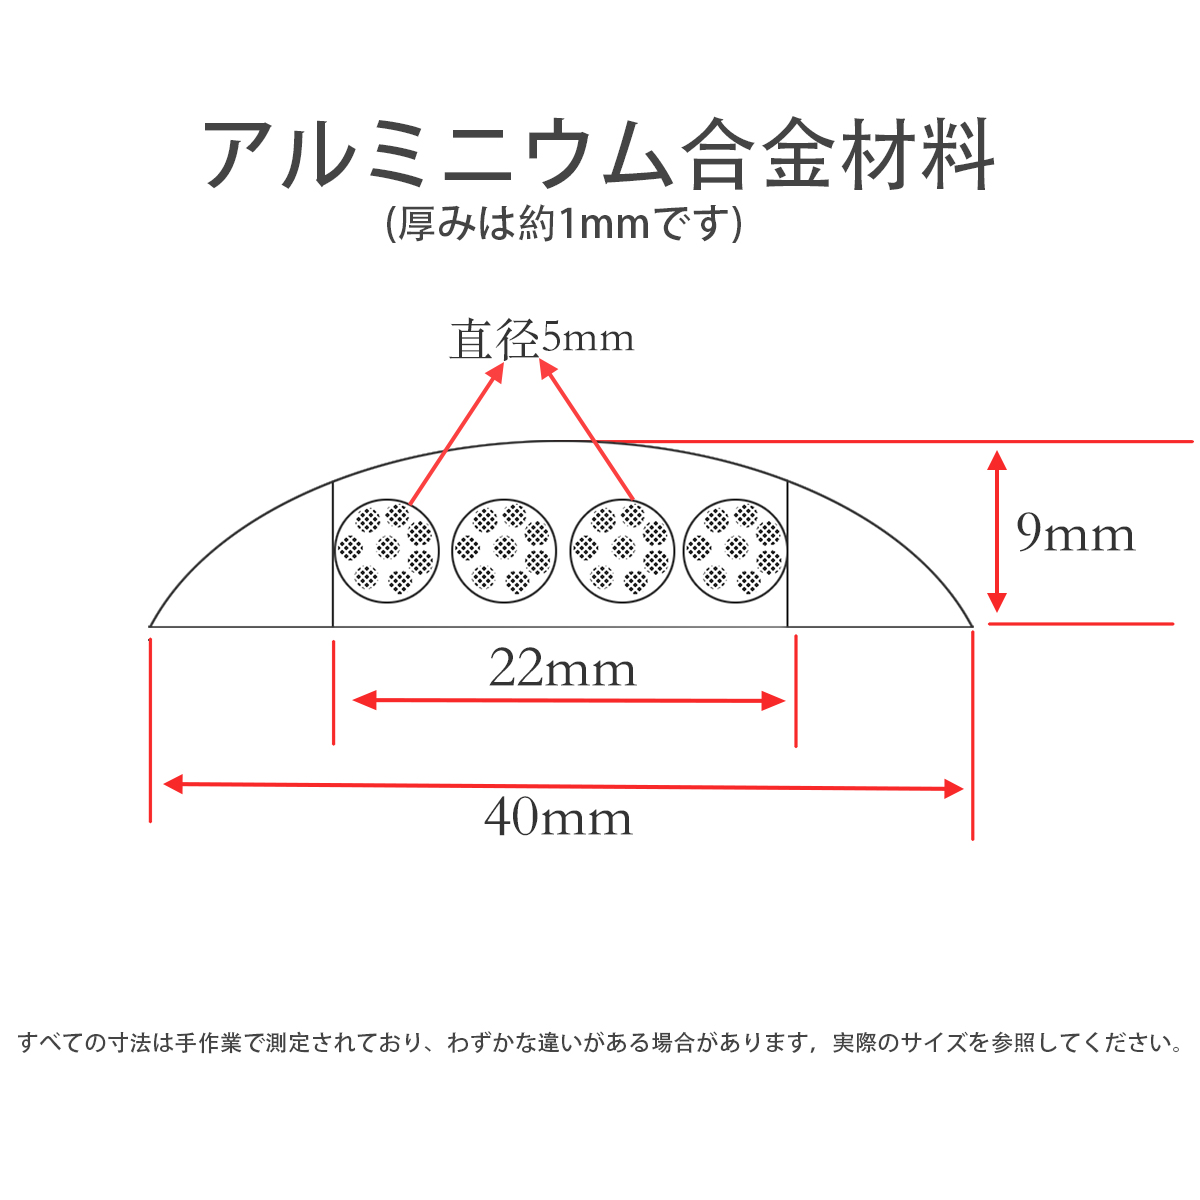 アルミニウム合金材料
(厚みは約1mmです)
直径5mm
9mm
22mm
40mm
すべての寸法は手作業で測定されており、わずかな違いがある場合があります，実際のサイズを参照してください。